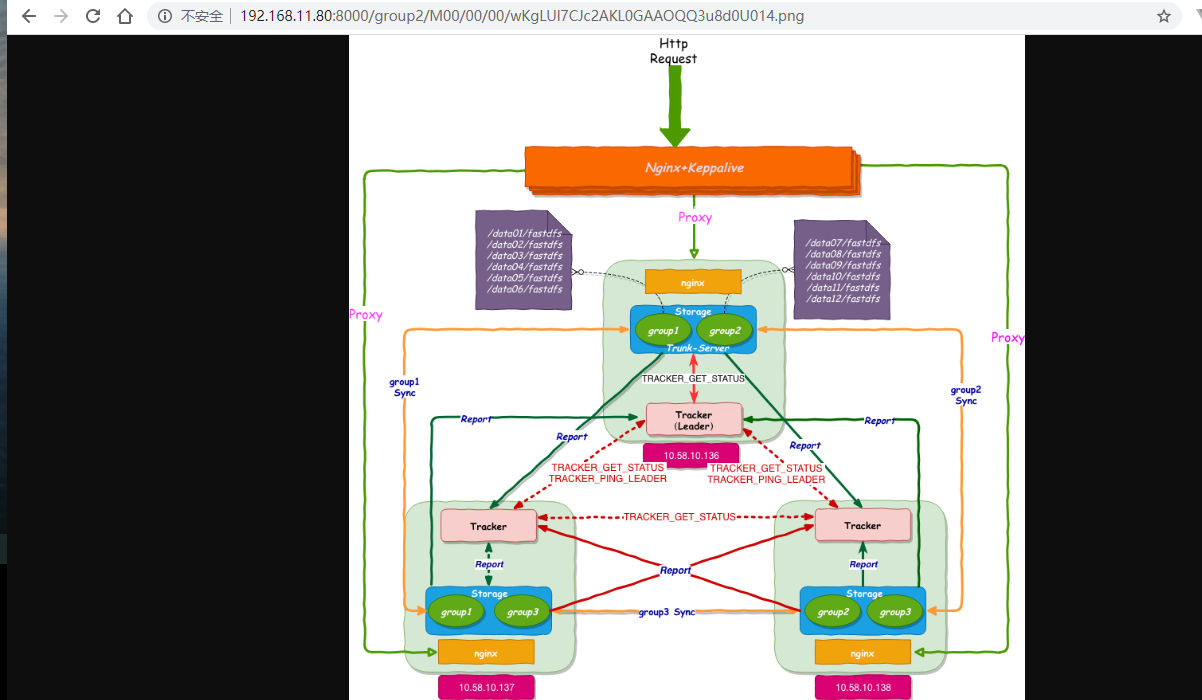 不安全
192.168.11.80:8000/group2/M00/00/00/wKgLUl7CJc2AKL0GAAOQQ3u8d0U014.png
Http
Request
Nginx+Keppalive
Proxy
/data01/fastdfs
/data02/fastdfs
/data03/fastdfs
/data04/fastdfs
/data05/fastdfs
/data06/fastdfs
/data07/fastdfs
/data08/fastdfs
/data09/fastdfs
/data10/fastdfs
/data11/fastdfs
/data12/fastdfs
nginx
Storage
group1
group2
Trunk-Server
Proxy
Proxy
TRACKER_GET_STATUS
group1
Sync
group2
Sync
Tracker
(Leader)
Report
Report
Report
Report
10.58.10.136
TRACKER_GET_STATUS
TRACKER_PING_LEADER
TRACKER_GET_STATUS
TRACKER_PING_LEADER
Tracker
TRACKER_GET_STATUS
Tracker
Report
Report
Report
Storage
group1
group3
group3 Sync
Storage
group2
group3
nginx
nginx
10.58.10.137
10.58.10.138